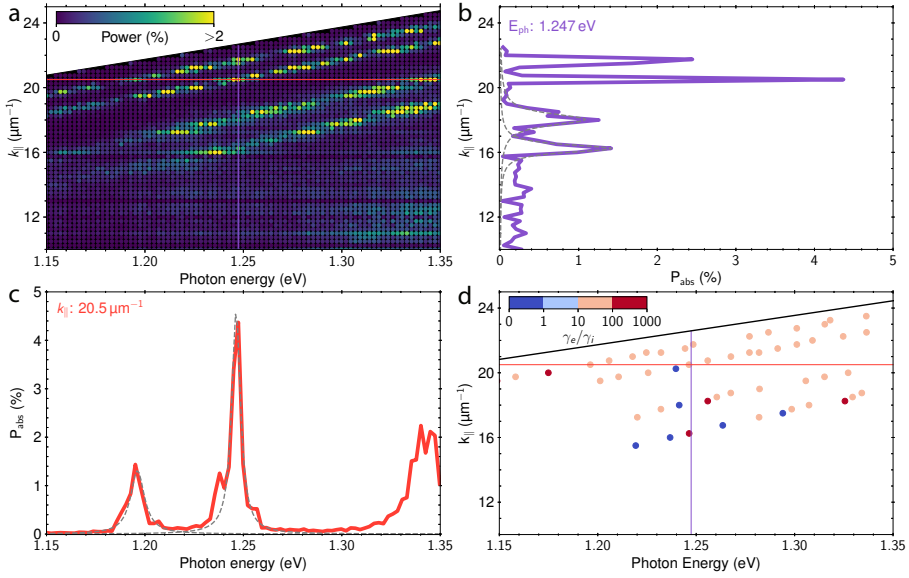 a
24
20
16
12
k∥ (μm⁻¹)
0
>2
Power (%)
1.15
1.20
1.25
1.30
1.35
Photon energy (eV)
b
Eph: 1.247 eV
24
20
16
12
k∥ (μm⁻¹)
0
1
2
3
4
5
Pabs (%)
c
k∥: 20.5 μm⁻¹
5
4
3
2
1
0
Pabs (%)
1.15
1.20
1.25
1.30
1.35
Photon energy (eV)
d
0
1
10
100
1000
γe/γi
24
20
16
12
9
k∥ (μm⁻¹)
1.15
1.20
1.26
1.31
1.35
Photon Energy (eV)